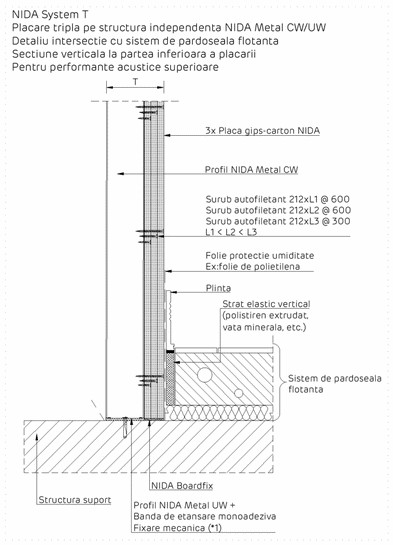 NIDA System T
Placare tripla pe structura independenta NIDA Metal CW/UW
Detaliu intersectie cu sistem de pardoseala flotanta
Sectiune verticala la partea inferioara a placarii
Pentru performante acustice superioare
T
3x Placa gips-carton NIDA
Profil NIDA Metal CW
Surub autofiletant 212xL1 @ 600
Surub autofiletant 212xL2 @ 600
Surub autofiletant 212xL3 @ 300
L1 < L2 < L3
Folie protectie umiditate
Ex:folie de polietilena
Plinta
Strat elastic vertical
(polistiren extrudat,
vata minerala, etc.)
Sistem de pardoseala
flotanta
NIDA Boardfix
Structura suport
Profil NIDA Metal UW +
Banda de etansare monoadeziva
Fixare mecanica (*1)